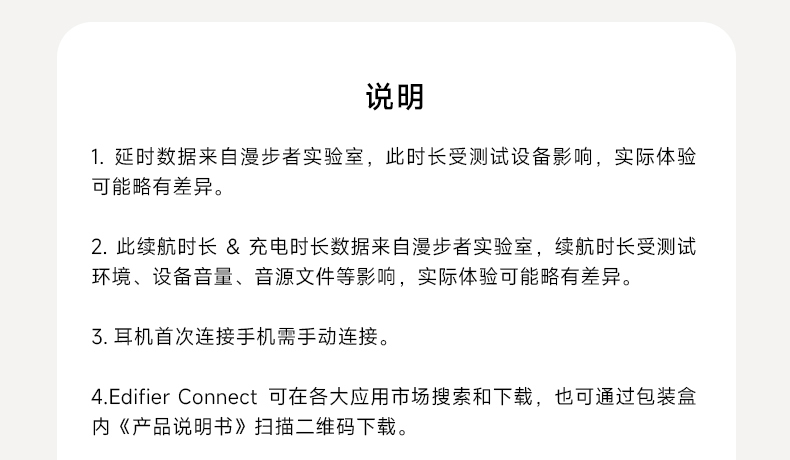 说明
1. 延时数据来自漫步者实验室，此时长受测试设备影响，实际体验
可能略有差异。
2. 此续航时长 & 充电时长数据来自漫步者实验室，续航时长受测试
环境、设备音量、音源文件等影响，实际体验可能略有差异。
3. 耳机首次连接手机需手动连接。
4.Edifier Connect 可在各大应用市场搜索和下载，也可通过包装盒
内《产品说明书》扫描二维码下载。